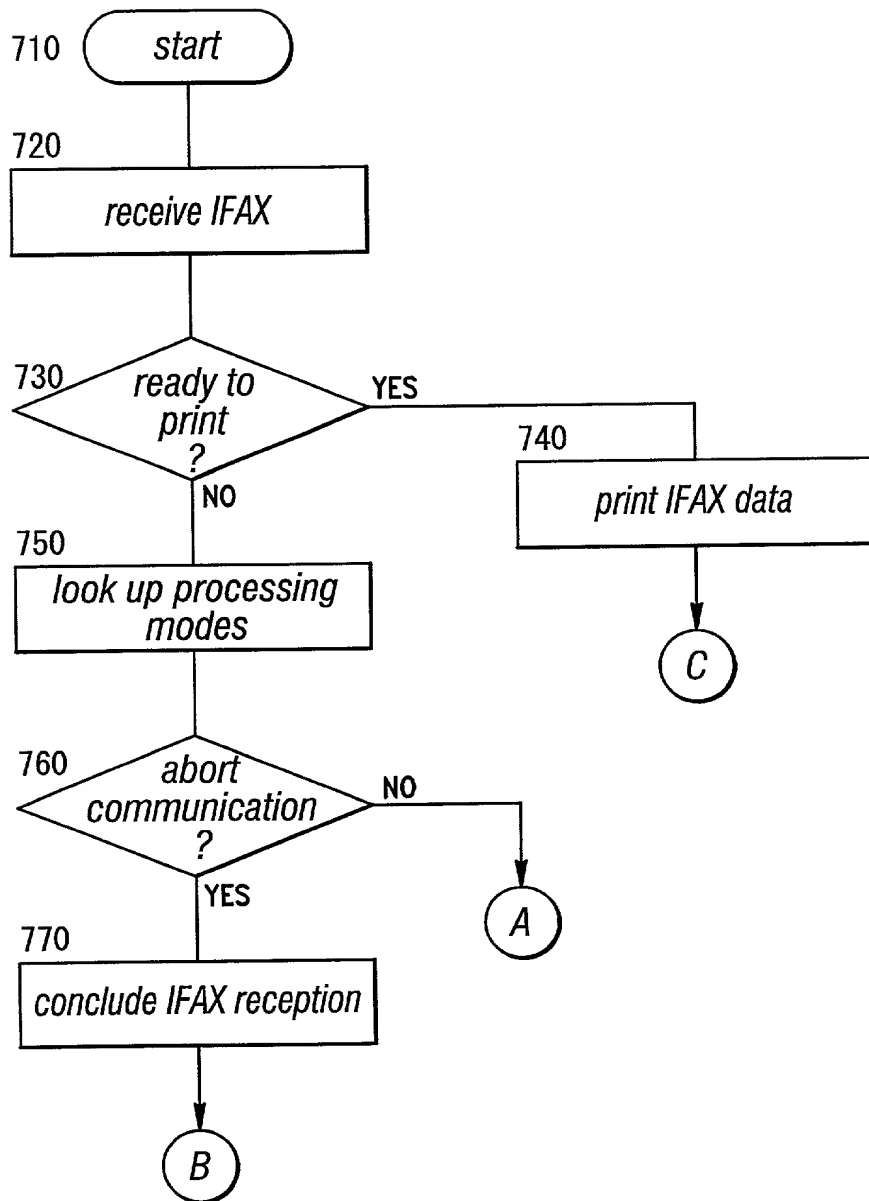 710
start
720
receive IFAX
730
ready to
print
?
YES
NO
740
print IFAX data
C
750
look up processing
modes
760
abort
communication
?
NO
YES
A
770
conclude IFAX reception
B